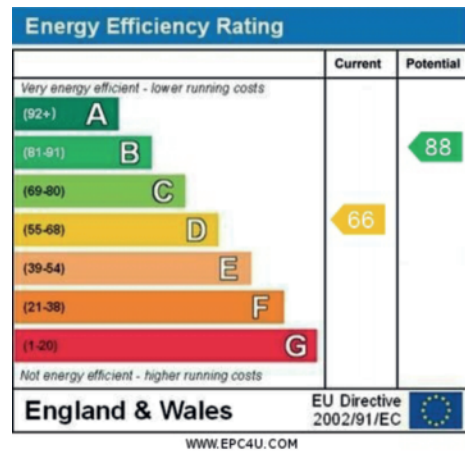 Energy Efficiency Rating
Current Potential
Very energy efficient - lower running costs
(92+) A
(81-91) B
88
(69-80) C
(55-68) D
66
(39-54) E
(21-38) F
(1-20) G
Not energy efficient - higher running costs
England & Wales
EU Directive
2002/91/EC
WWW.EPC4U.COM